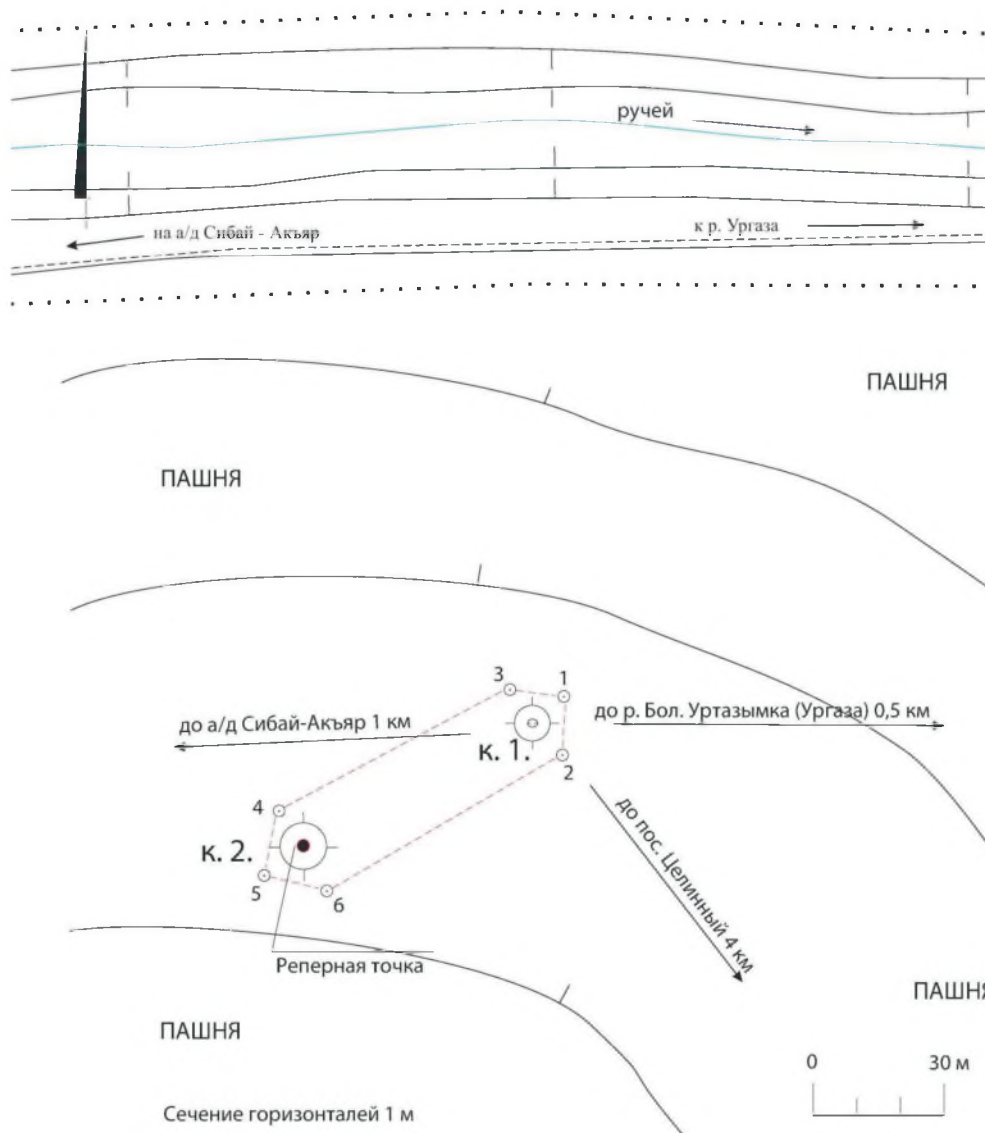 ручей
на а/д Сибай - Акъяр
к р. Ургаза
ПАШНЯ
ПАШНЯ
3
1
до а/д Сибай-Акъяр 1 км
до р. Бол. Уртазымка (Ургаза) 0,5 км
к. 1.
2
4
до пос. Целинный 4 км
к. 2.
5
6
Реперная точка
ПАШНЯ
ПАШНЯ
0
30 м
Сечение горизонталей 1 м